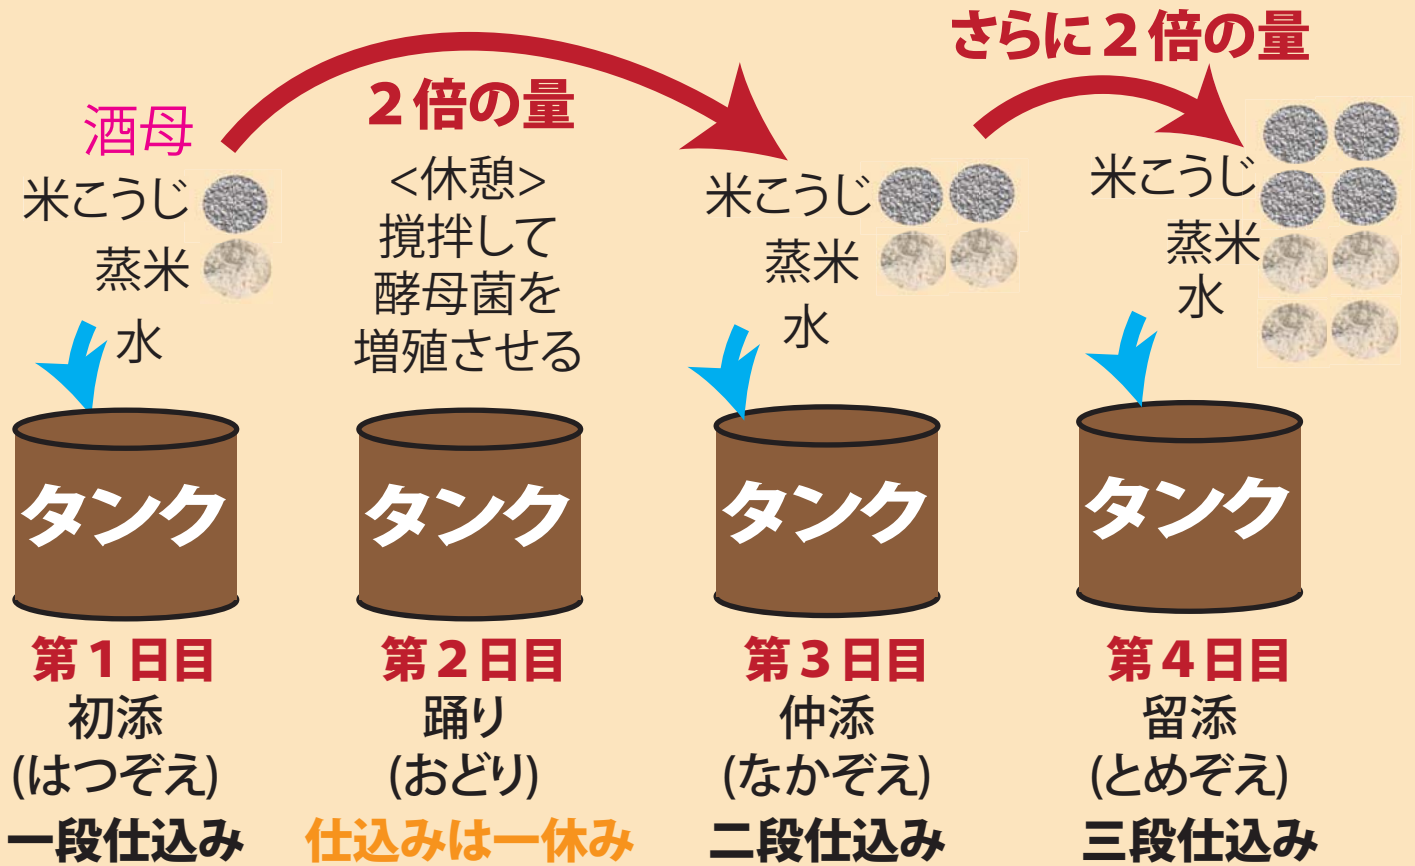 さらに2倍の量
2倍の量
酒母
米こうじ
蒸米
水
<休憩>
撹拌して
酵母菌を
増殖させる
米こうじ
蒸米
水
米こうじ
蒸米
水
タンク
タンク
タンク
タンク
第1日目
初添
(はつぞえ)
一段仕込み
第2日目
踊り
(おどり)
仕込みは一休み
第3日目
仲添
(なかぞえ)
二段仕込み
第4日目
留添
(とめぞえ)
三段仕込み